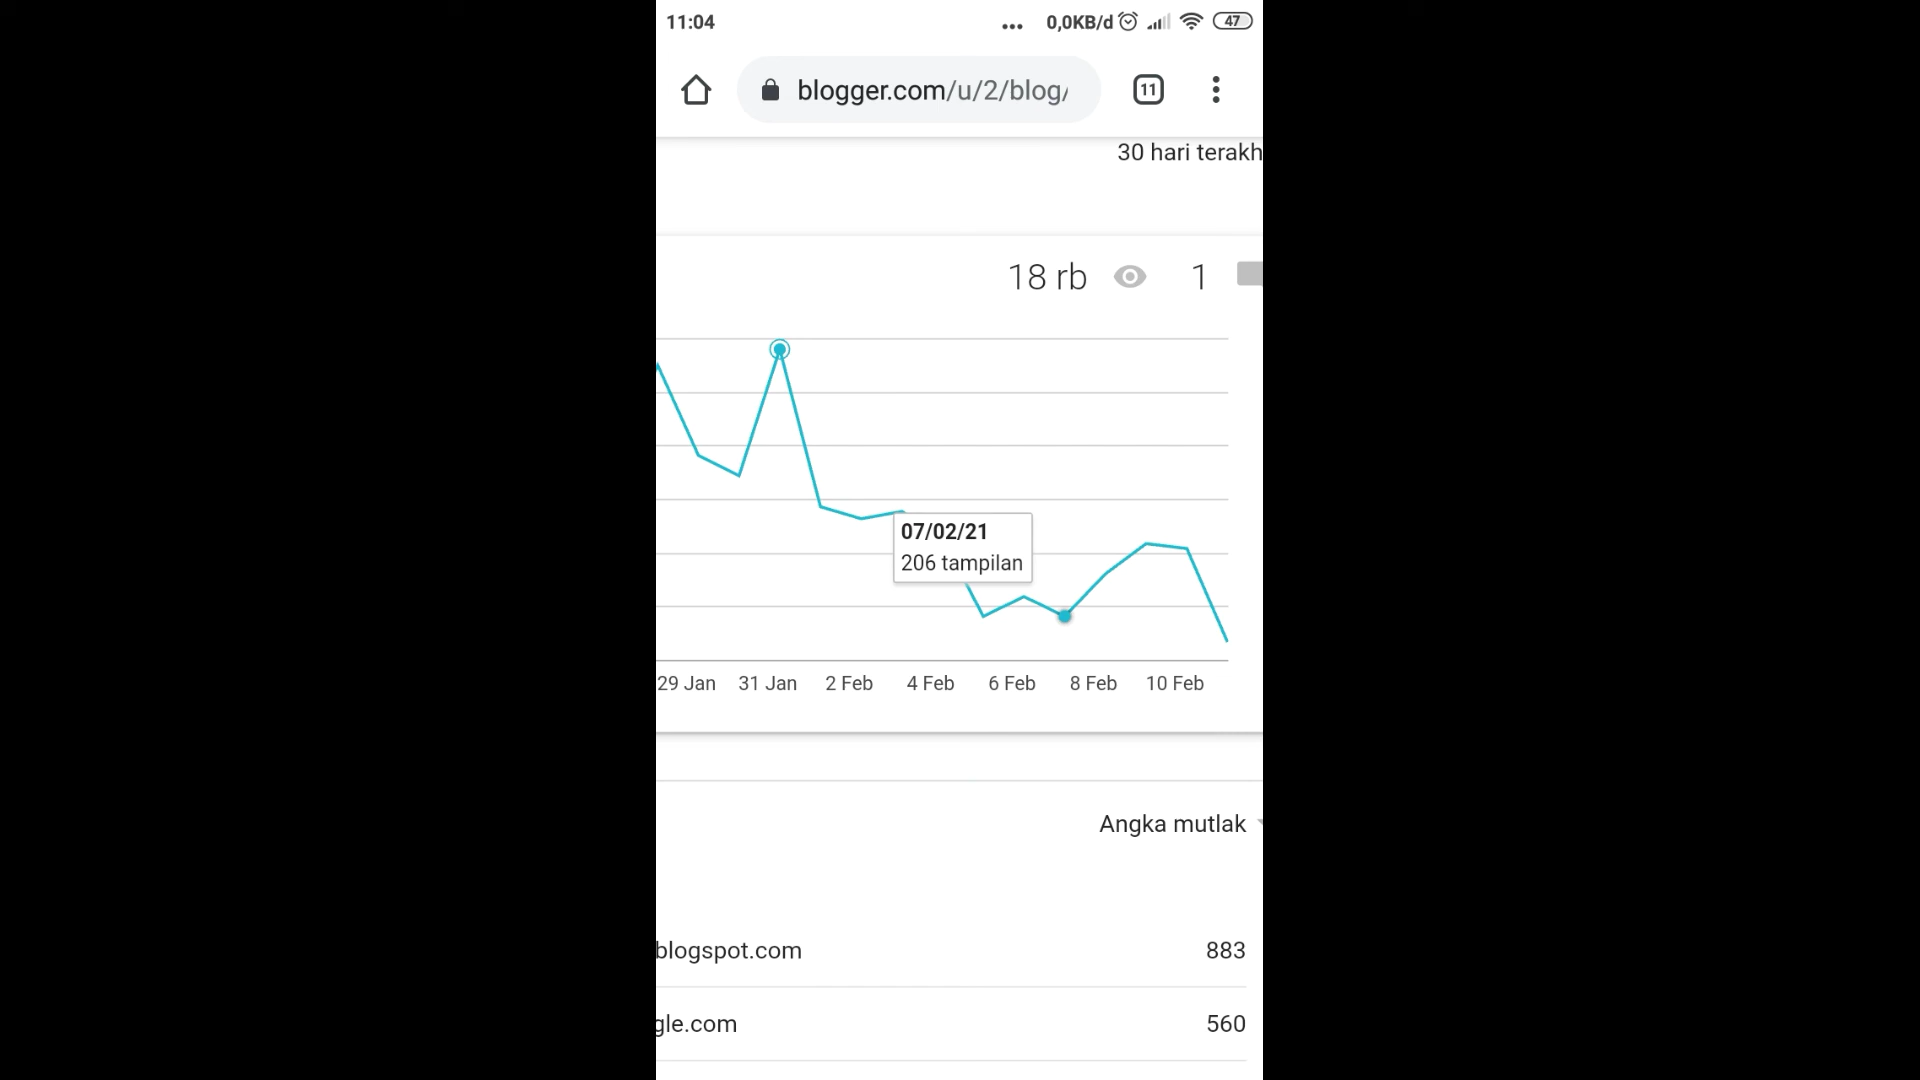 11:04 ... 0,0KB/d 47
blogger.com/u/2/blog/ 11
30 hari terakh
18 rb 1
07/02/21
206 tampilan
29 Jan 31 Jan 2 Feb 4 Feb 6 Feb 8 Feb 10 Feb
Angka mutlak
blogspot.com 883
gle.com 560